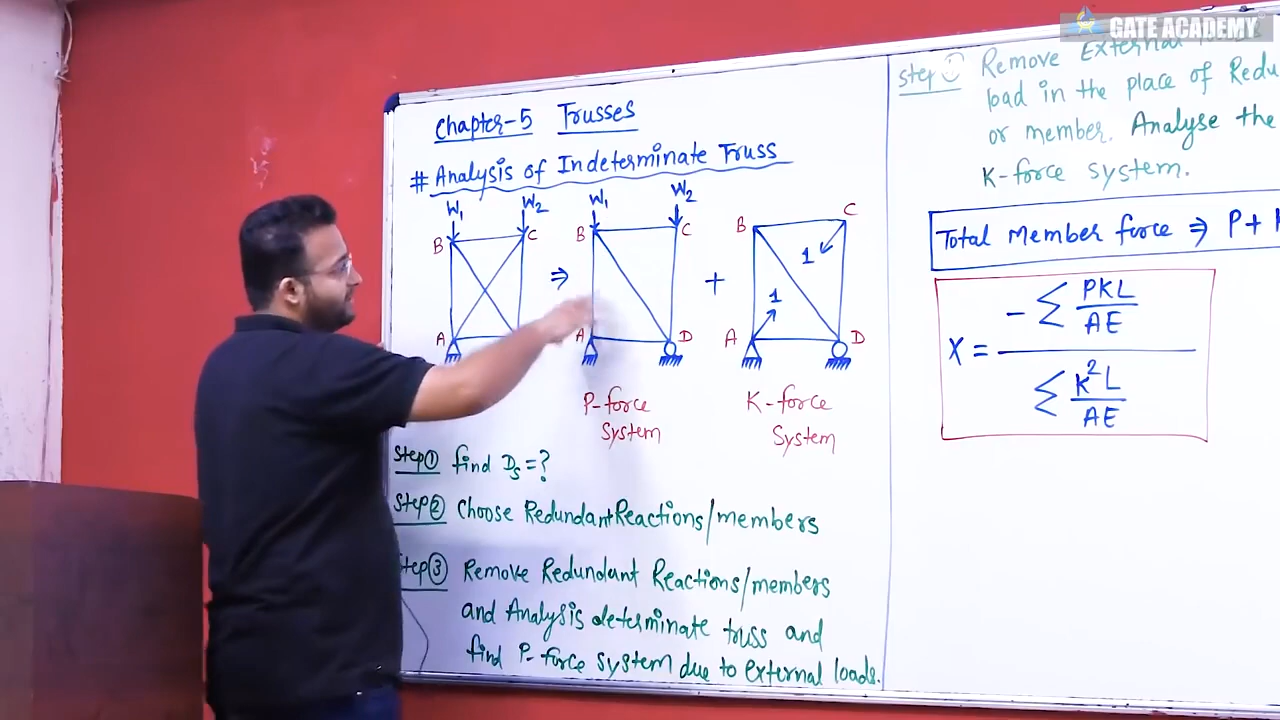 GATE ACADEMY
Chapter-5 Trusses
# Analysis of Indeterminate Truss
W1 W2 W1 W2
B C B C B C
1
⇒ +
1
A A D A D
P-force System
K-force System
Step① find Ds=?
Step② Choose Redundant Reactions/members
Step③ Remove Redundant Reactions/members
and Analysis determinate truss and
find P-force system due to external loads.
Step① Remove External
load in the place of
or member. Analyse the
K-force system.
Total Member force ⇒ P+
X = -Σ PKL/AE / Σ K²L/AE